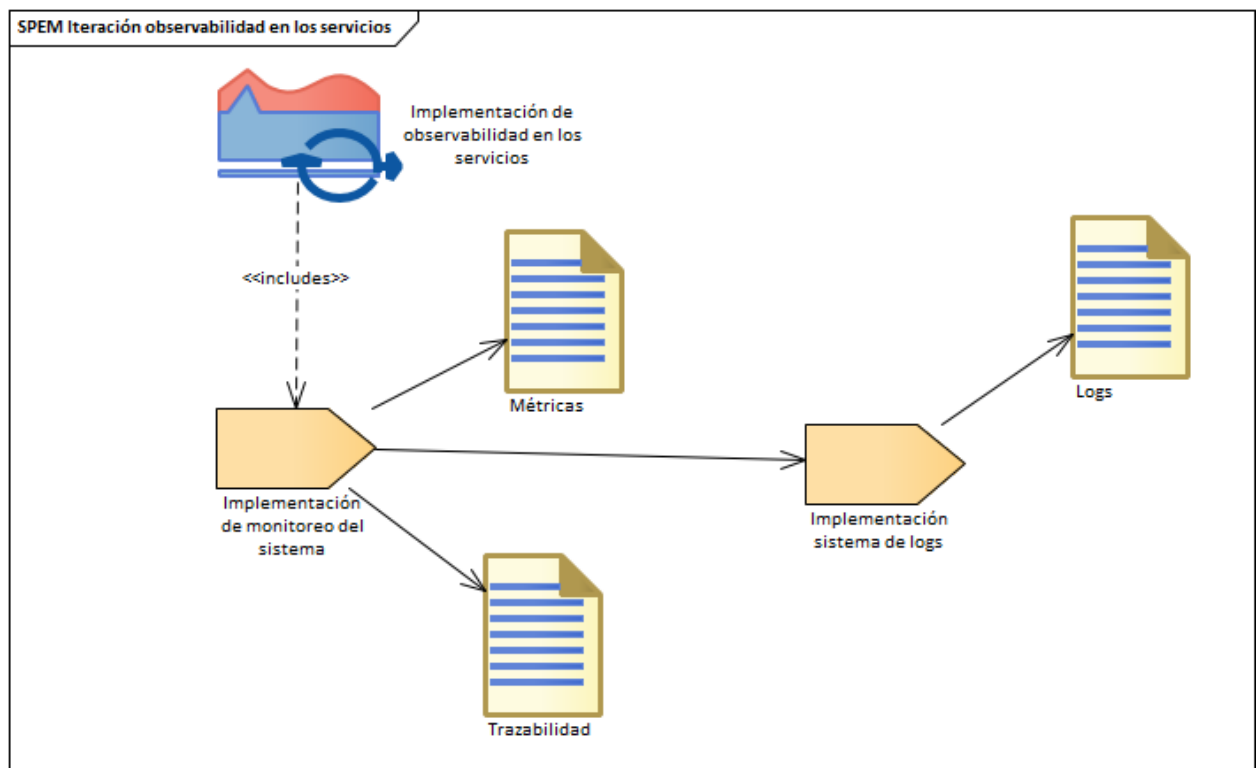 SPEM Iteración observabilidad en los servicios
Implementación de
observabilidad en los
servicios
<<includes>>
Métricas
Logs
Implementación
de monitoreo del
sistema
Implementación
sistema de logs
Trazabilidad